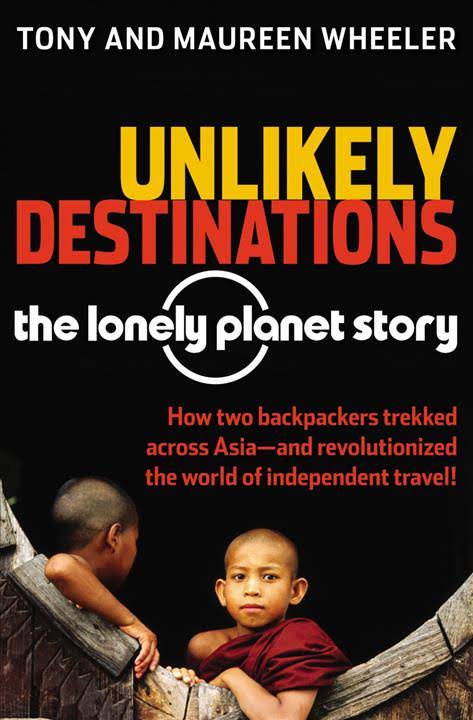 TONY AND MAUREEN WHEELER
UNLIKELY
DESTINATIONS
the lonely planet story
How two backpackers trekked
across Asia—and revolutionized
the world of independent travel!